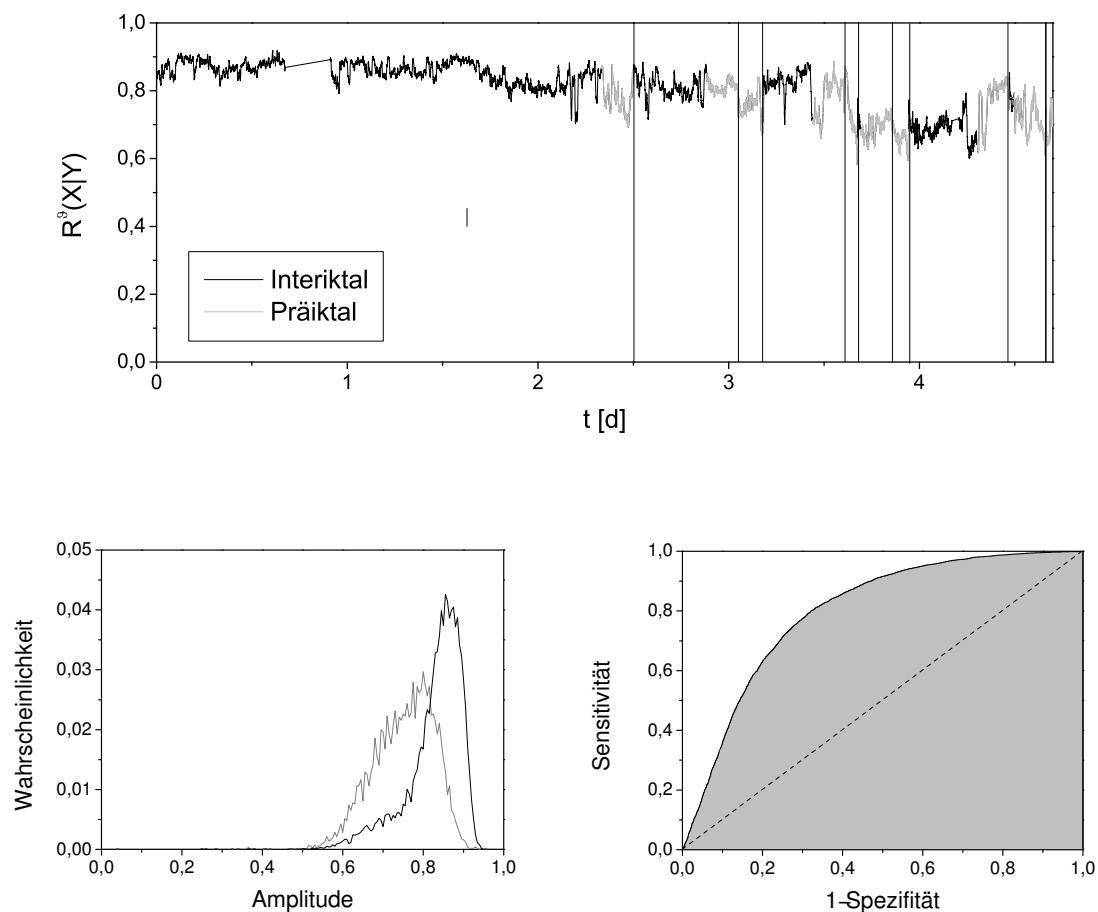 1,0
0,8
0,6
0,4
0,2
0,0
R^ϑ(X|Y)
Interiktal
Präiktal
0 1 2 3 4
t [d]
0,05
0,04
0,03
0,02
0,01
0,00
Wahrscheinlichkeit
0,0 0,2 0,4 0,6 0,8 1,0
Amplitude
1,0
0,8
0,6
0,4
0,2
0,0
Sensitivität
0,0 0,2 0,4 0,6 0,8 1,0
1–Spezifität